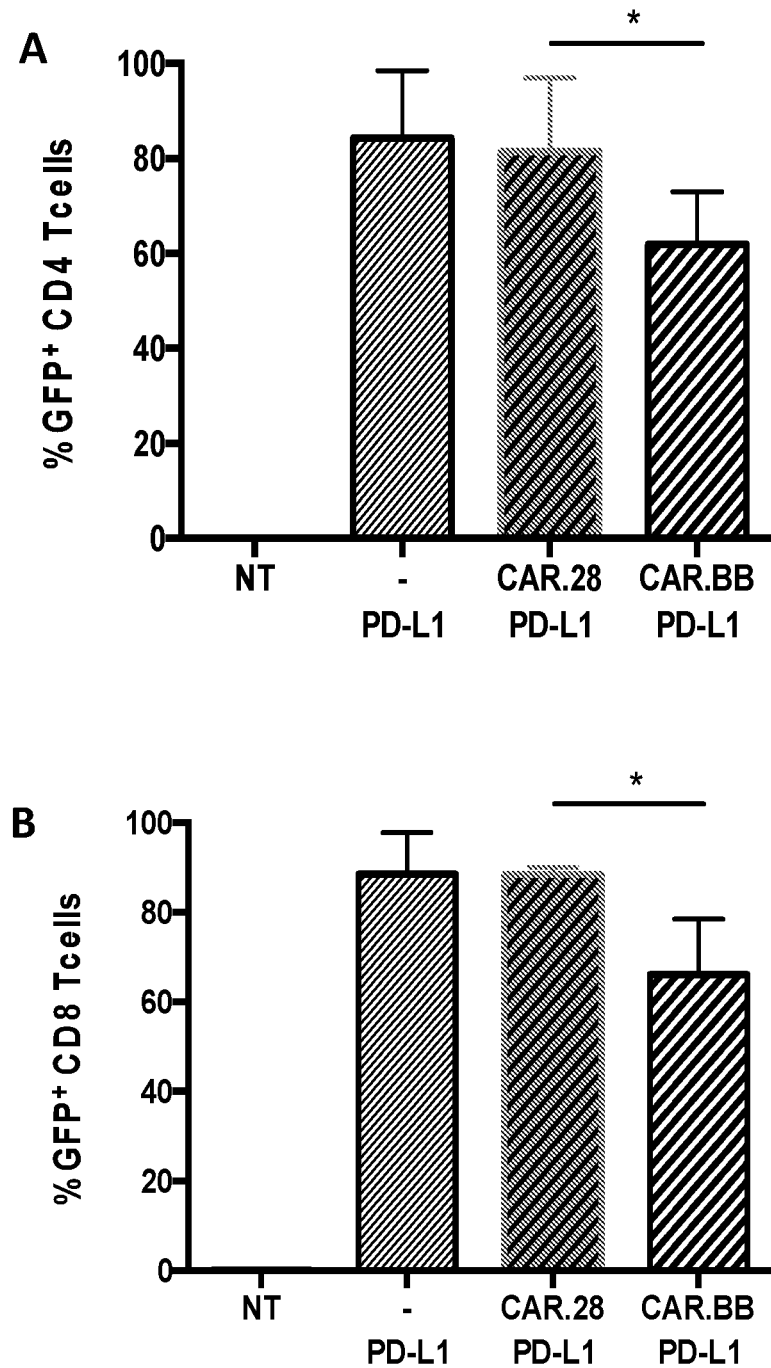 *
A
100
80
60
40
20
0
%GFP+ CD4 Tcells
NT - CAR.28 CAR.BB
PD-L1 PD-L1 PD-L1
*
B
100
80
60
40
20
0
%GFP+ CD8 Tcells
NT - CAR.28 CAR.BB
PD-L1 PD-L1 PD-L1